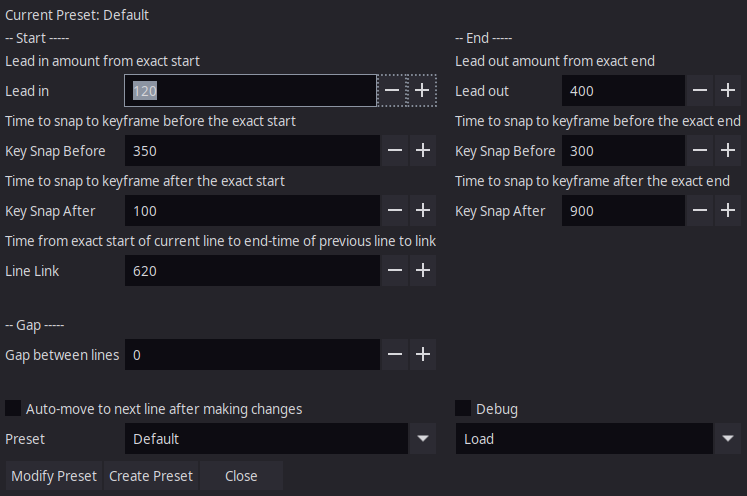 Current Preset: Default
-- Start ----- -- End -----
Lead in amount from exact start Lead out amount from exact end
Lead in 120 Lead out 400
Time to snap to keyframe before the exact start Time to snap to keyframe before the exact end
Key Snap Before 350 Key Snap Before 300
Time to snap to keyframe after the exact start Time to snap to keyframe after the exact end
Key Snap After 100 Key Snap After 900
Time from exact start of current line to end-time of previous line to link
Line Link 620
-- Gap -----
Gap between lines 0
Auto-move to next line after making changes Debug
Preset Default Load
Modify Preset Create Preset Close